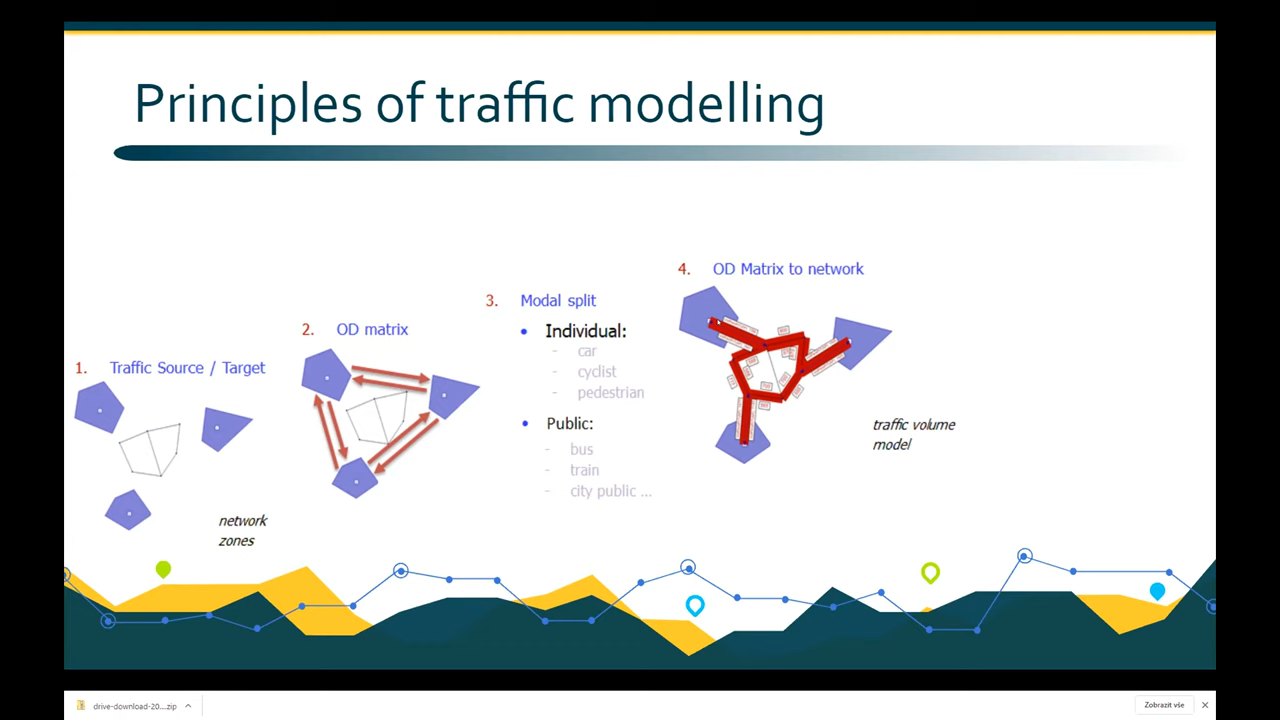 Principles of traffic modelling
1. Traffic Source / Target
network
zones
2. OD matrix
3. Modal split
• Individual:
- car
- cyclist
- pedestrian
• Public:
- bus
- train
- city public ...
4. OD Matrix to network
traffic volume
model
drive-download-20....zip
Zobrazit vše